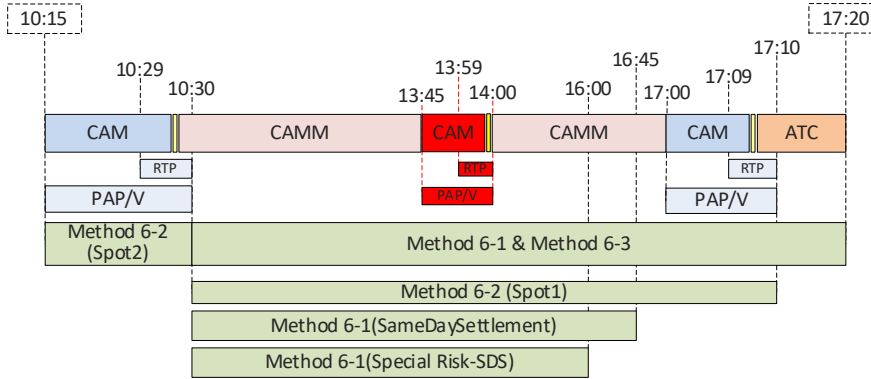 10:15
17:20
10:29
10:30
13:59
13:45
14:00
16:45
16:00
17:10
17:09
17:00
CAM
CAMM
CAM
CAMM
CAM
ATC
RTP
RTP
RTP
PAP/V
PAP/V
PAP/V
Method 6-2
(Spot2)
Method 6-1 & Method 6-3
Method 6-2 (Spot1)
Method 6-1(SameDaySettlement)
Method 6-1(Special Risk-SDS)